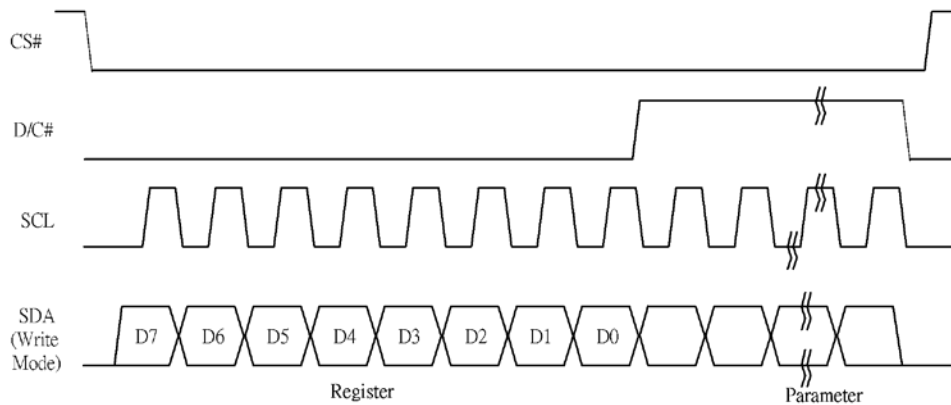 CS#
D/C#
SCL
SDA
(Write
Mode)
D7 D6 D5 D4 D3 D2 D1 D0
Register Parameter